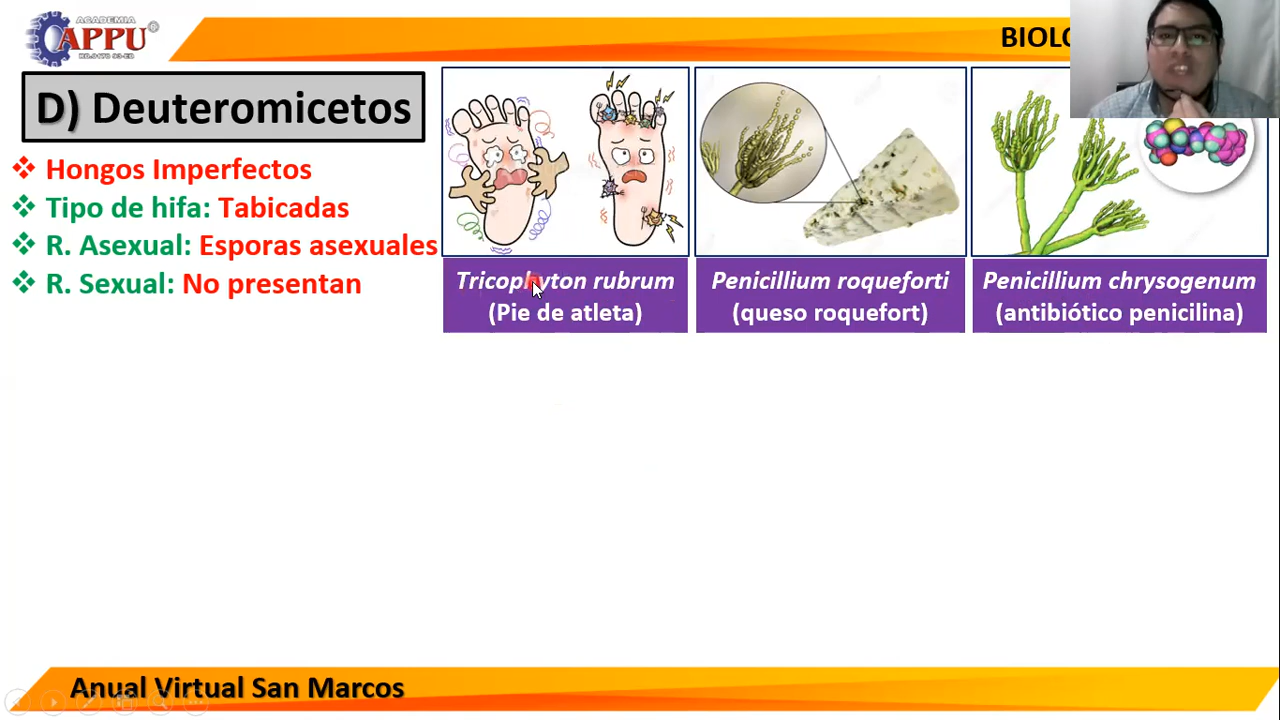 ACADEMIA
APPU
D) Deuteromicetos
Hongos Imperfectos
Tipo de hifa: Tabicadas
R. Asexual: Esporas asexuales
R. Sexual: No presentan
Tricophyton rubrum
(Pie de atleta)
Penicillium roqueforti
(queso roquefort)
Penicillium chrysogenum
(antibiótico penicilina)
Anual Virtual San Marcos